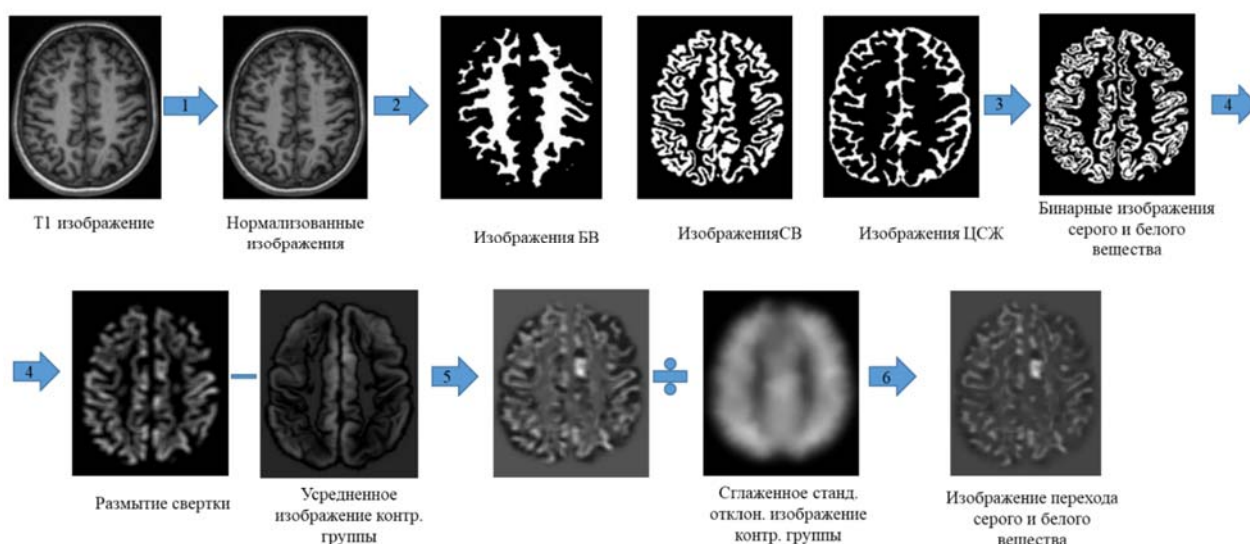 1
2
3
4
Т1 изображение
Нормализованные
изображения
Изображения БВ
ИзображенияСВ
Изображения ЦСЖ
Бинарные изображения
серого и белого
вещества
4
5
6
Размытие свертки
Усредненное
изображение контр.
группы
Сглаженное станд.
отклон. изображение
контр. группы
Изображение перехода
серого и белого
вещества